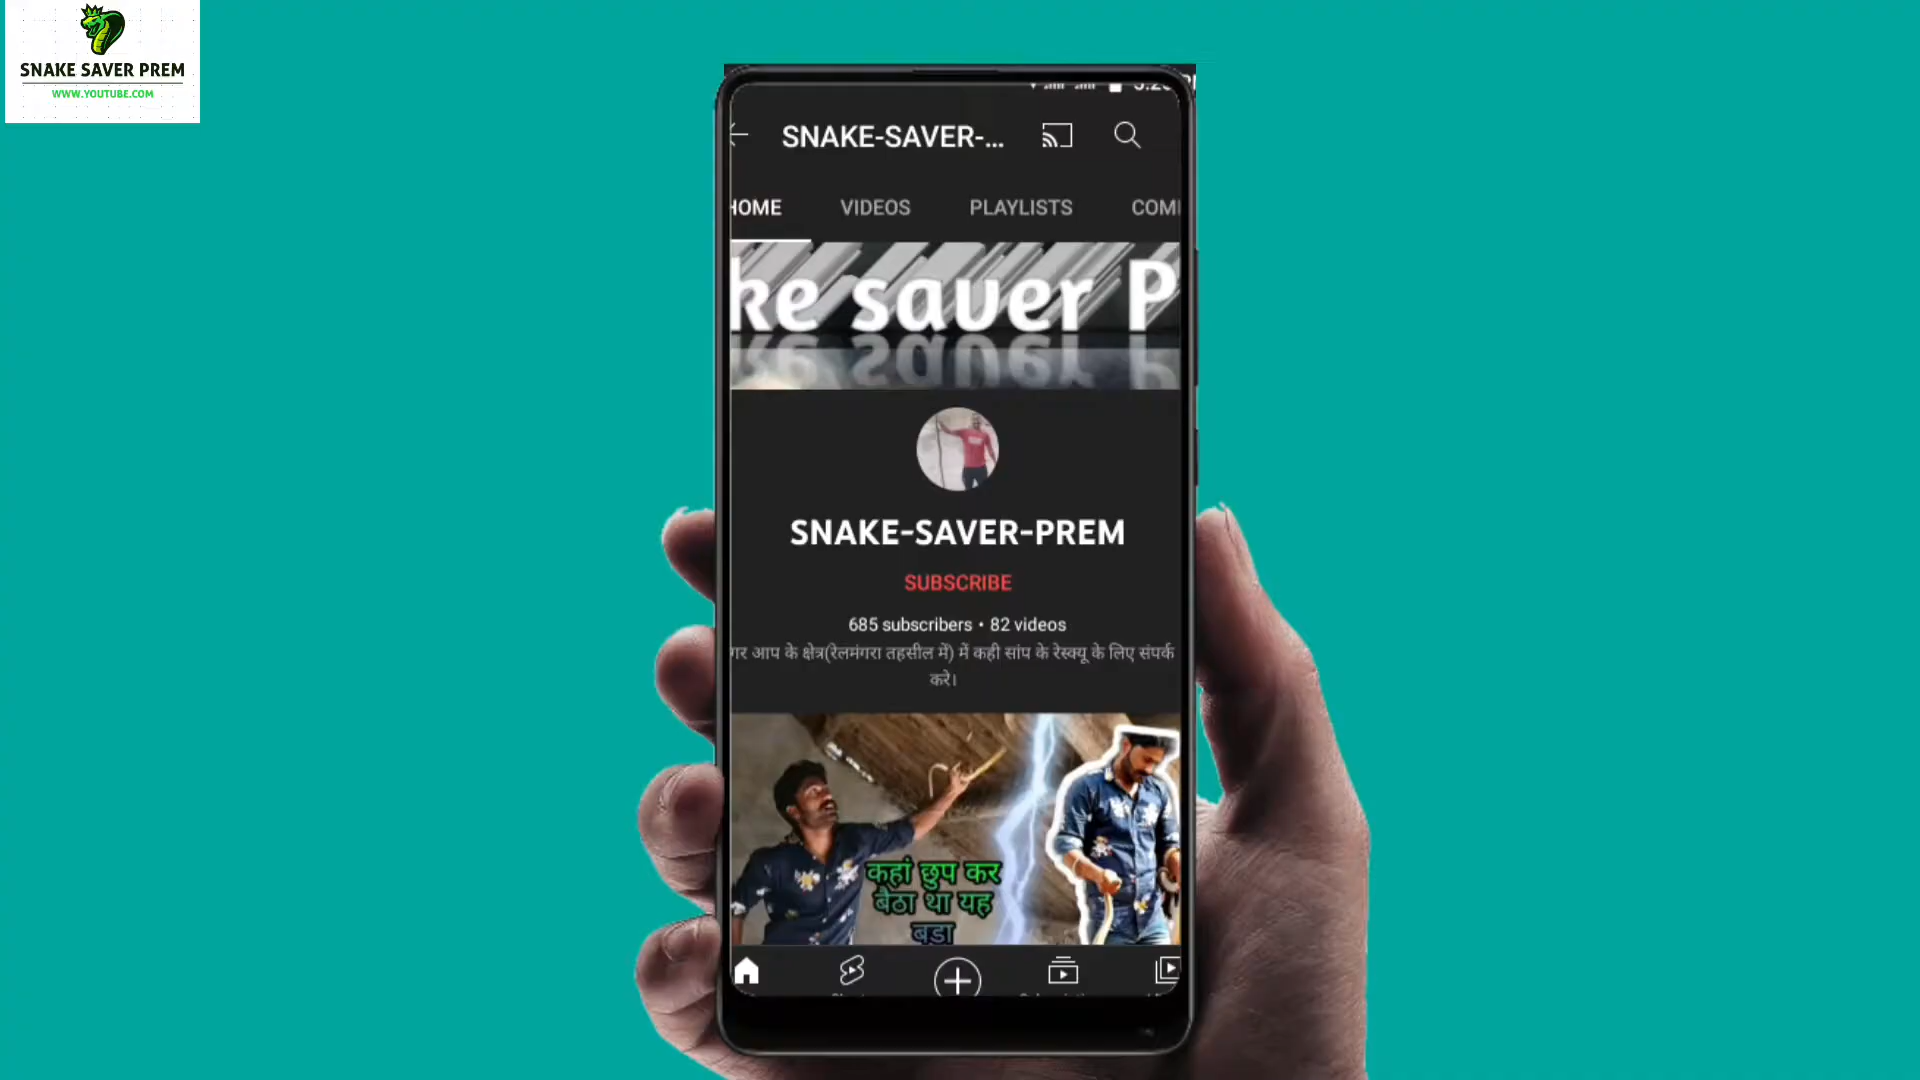 SNAKE SAVER PREM
WWW.YOUTUBE.COM
SNAKE-SAVER-...
HOME VIDEOS PLAYLISTS COM
ke saver P
SNAKE-SAVER-PREM
SUBSCRIBE
685 subscribers • 82 videos
गर आप के क्षेत्र(रेलमंगरा तहसील में) में कही सांप के रेस्क्यू के लिए संपर्क
करे।
कहां छुप कर
बैठा था यह
बडा